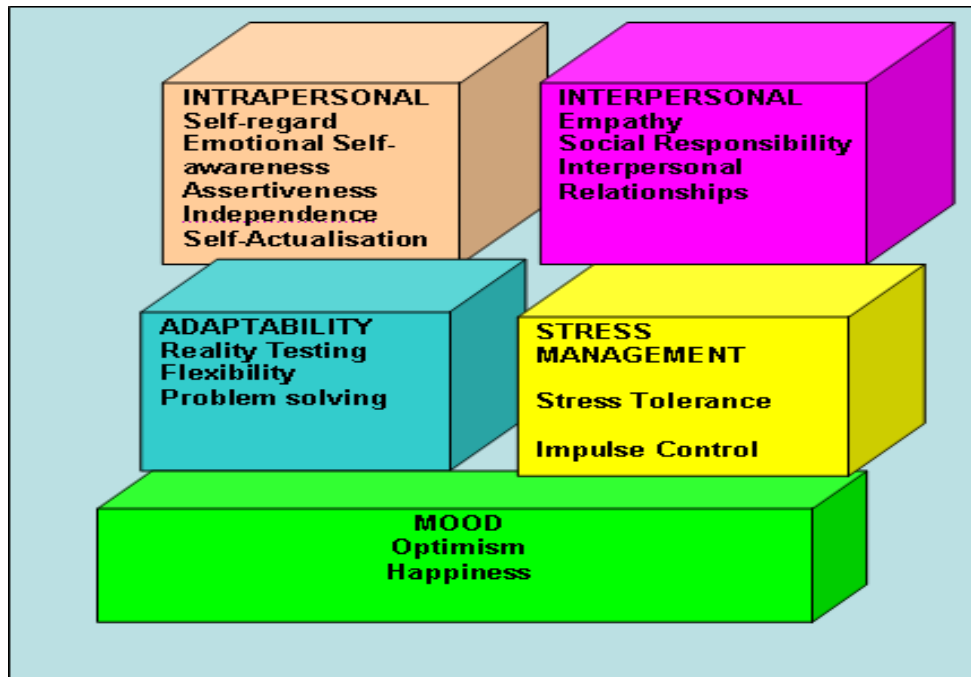 INTRAPERSONAL
Self-regard
Emotional Self-
awareness
Assertiveness
Independence
Self-Actualisation
INTERPERSONAL
Empathy
Social Responsibility
Interpersonal
Relationships
ADAPTABILITY
Reality Testing
Flexibility
Problem solving
STRESS
MANAGEMENT
Stress Tolerance
Impulse Control
MOOD
Optimism
Happiness